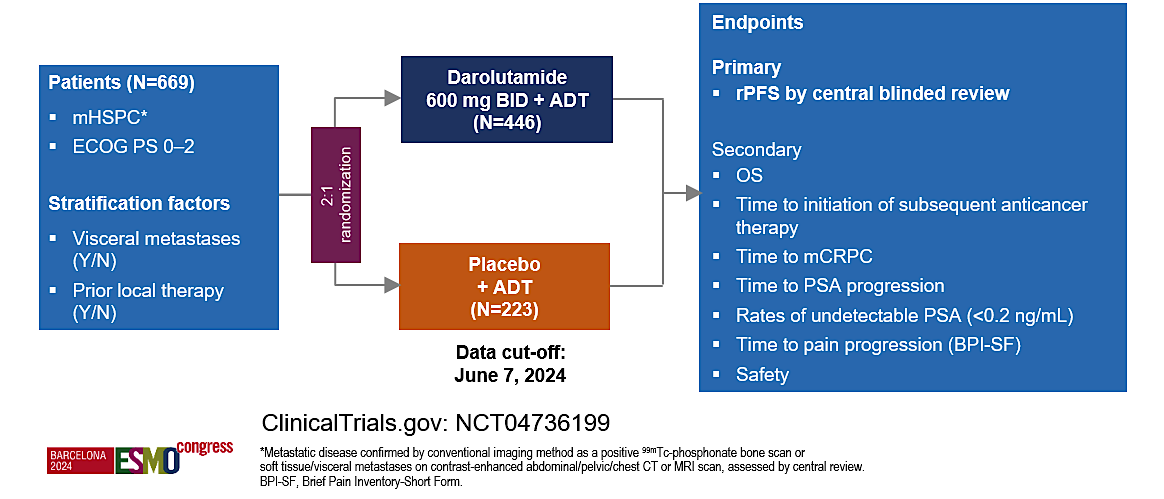 Patients (N=669)
▪ mHSPC*
▪ ECOG PS 0–2
Stratification factors
▪ Visceral metastases
(Y/N)
▪ Prior local therapy
(Y/N)
2:1
randomization
Darolutamide
600 mg BID + ADT
(N=446)
Placebo
+ ADT
(N=223)
Data cut-off:
June 7, 2024
Endpoints
Primary
▪ rPFS by central blinded review
Secondary
▪ OS
▪ Time to initiation of subsequent anticancer
therapy
▪ Time to mCRPC
▪ Time to PSA progression
▪ Rates of undetectable PSA (<0.2 ng/mL)
▪ Time to pain progression (BPI-SF)
▪ Safety
ClinicalTrials.gov: NCT04736199
BARCELONA
2024
ESMO congress
*Metastatic disease confirmed by conventional imaging method as a positive ⁹⁹ᵐTc-phosphonate bone scan or
soft tissue/visceral metastases on contrast-enhanced abdominal/pelvic/chest CT or MRI scan, assessed by central review.
BPI-SF, Brief Pain Inventory-Short Form.